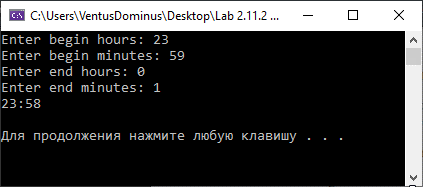 C:\Users\VentusDominus\Desktop\Lab 2.11.2 ...
Enter begin hours: 23
Enter begin minutes: 59
Enter end hours: 0
Enter end minutes: 1
23:58
Для продолжения нажмите любую клавишу . . .